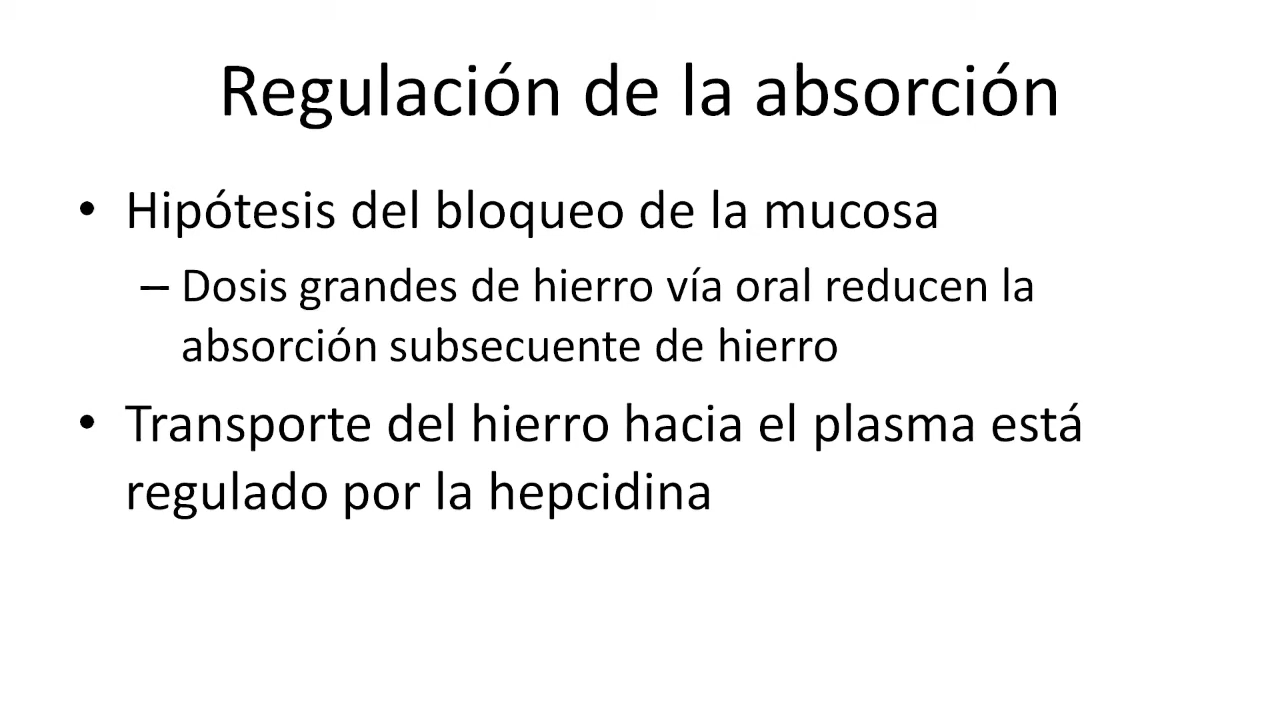 Regulación de la absorción
• Hipótesis del bloqueo de la mucosa
– Dosis grandes de hierro vía oral reducen la
absorción subsecuente de hierro
• Transporte del hierro hacia el plasma está
regulado por la hepcidina